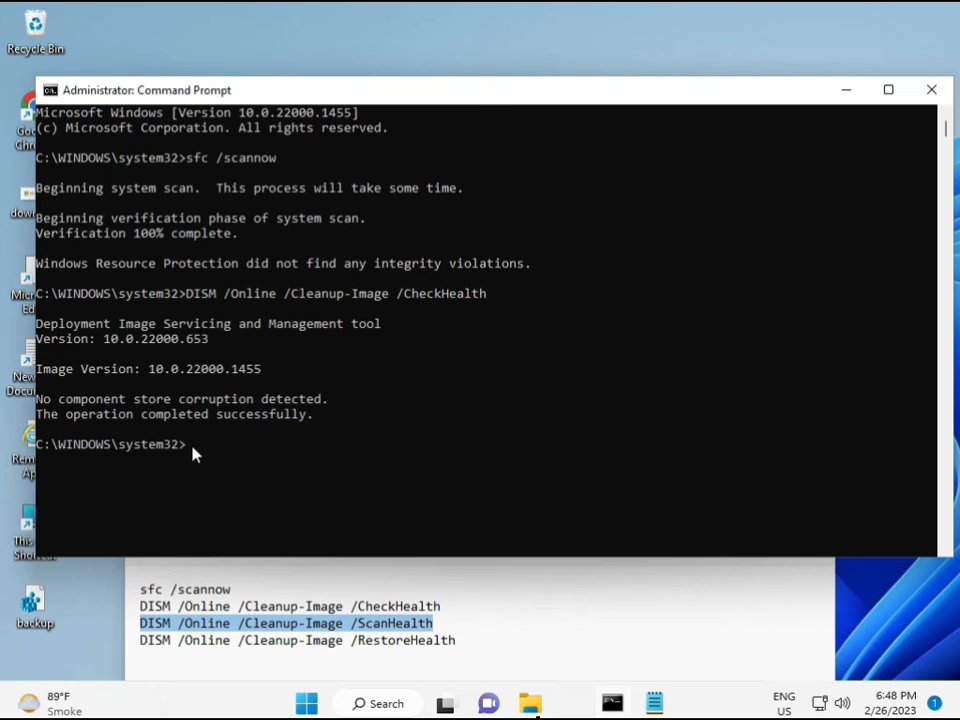 Recycle Bin
Administrator: Command Prompt
Microsoft Windows [Version 10.0.22000.1455]
(c) Microsoft Corporation. All rights reserved.
C:\WINDOWS\system32>sfc /scannow
Beginning system scan.  This process will take some time.
Beginning verification phase of system scan.
Verification 100% complete.
Windows Resource Protection did not find any integrity violations.
C:\WINDOWS\system32>DISM /Online /Cleanup-Image /CheckHealth
Deployment Image Servicing and Management tool
Version: 10.0.22000.653
Image Version: 10.0.22000.1455
No component store corruption detected.
The operation completed successfully.
C:\WINDOWS\system32>
backup
sfc /scannow
DISM /Online /Cleanup-Image /CheckHealth
DISM /Online /Cleanup-Image /ScanHealth
DISM /Online /Cleanup-Image /RestoreHealth
89°F
Smoke
Search
ENG
US
6:48 PM
2/26/2023
1